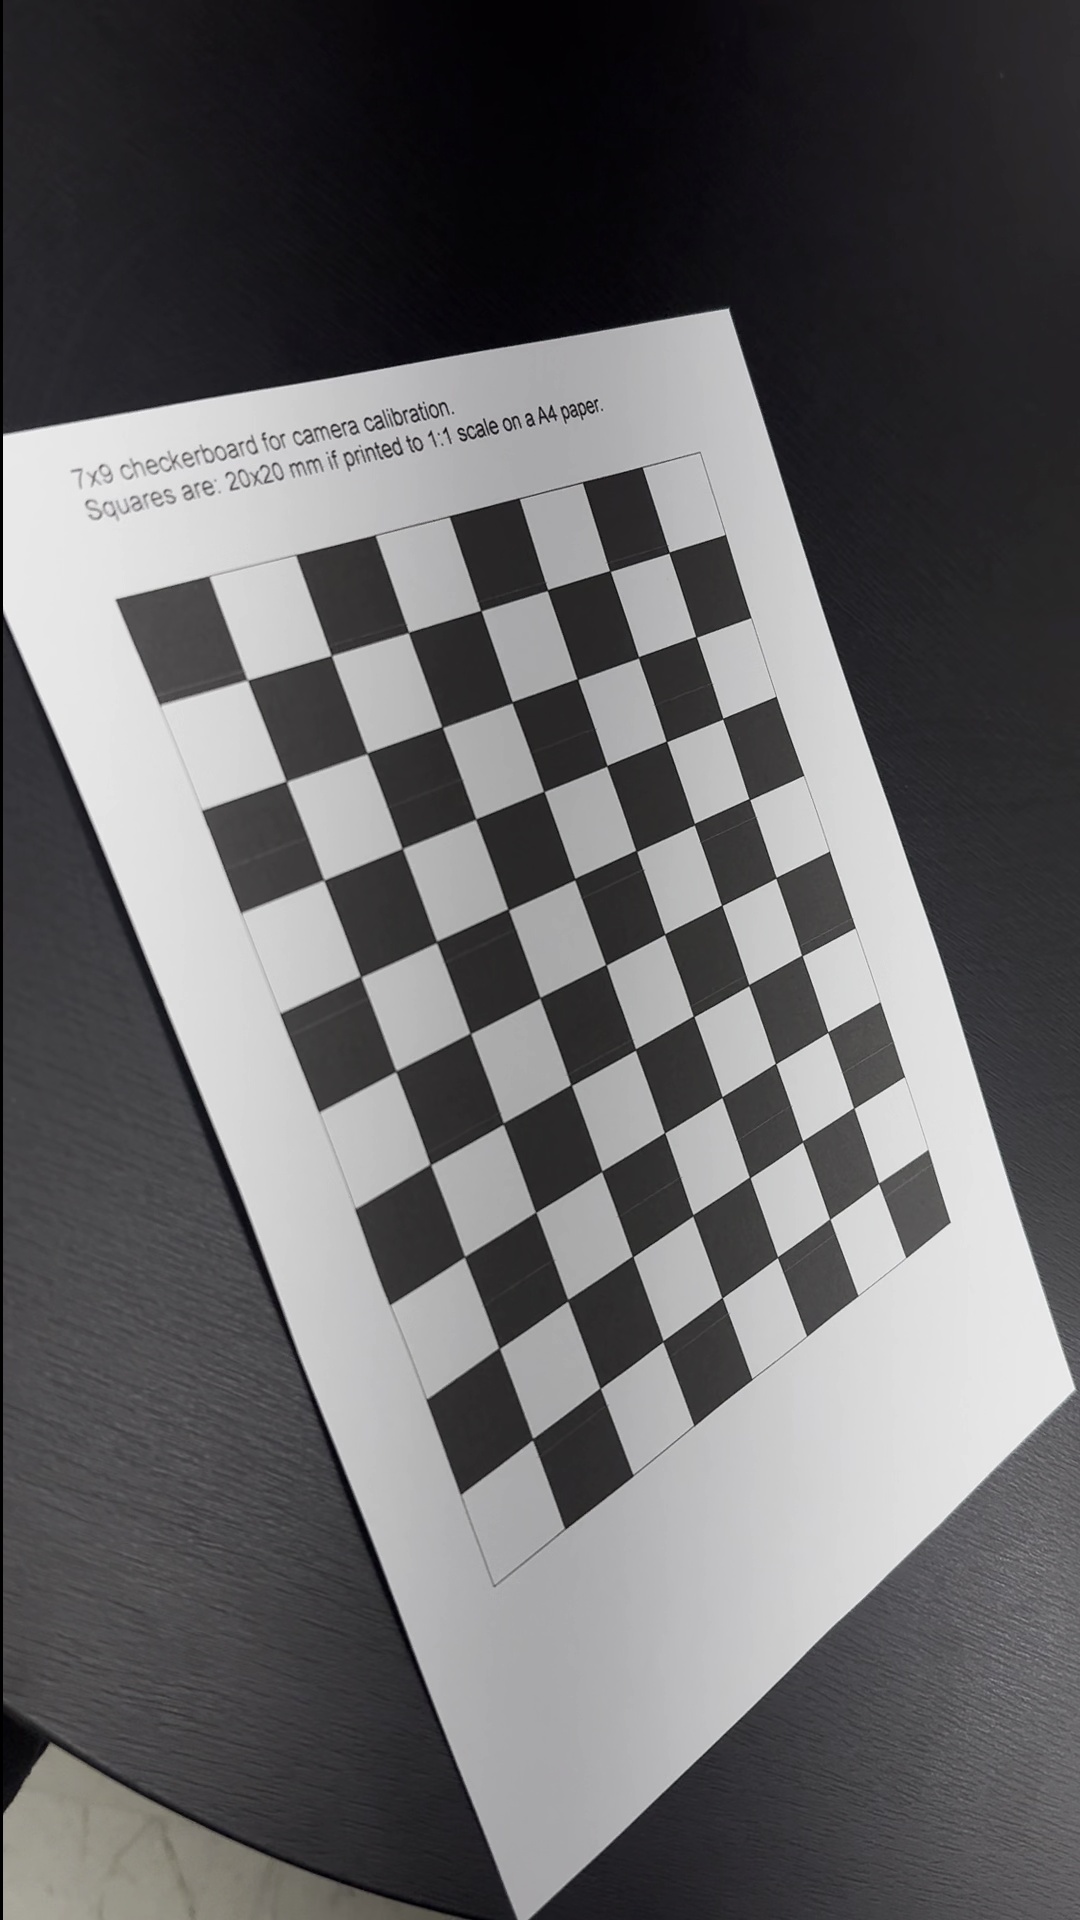 7x9 checkerboard for camera calibration.
Squares are: 20x20 mm if printed to 1:1 scale on a A4 paper.